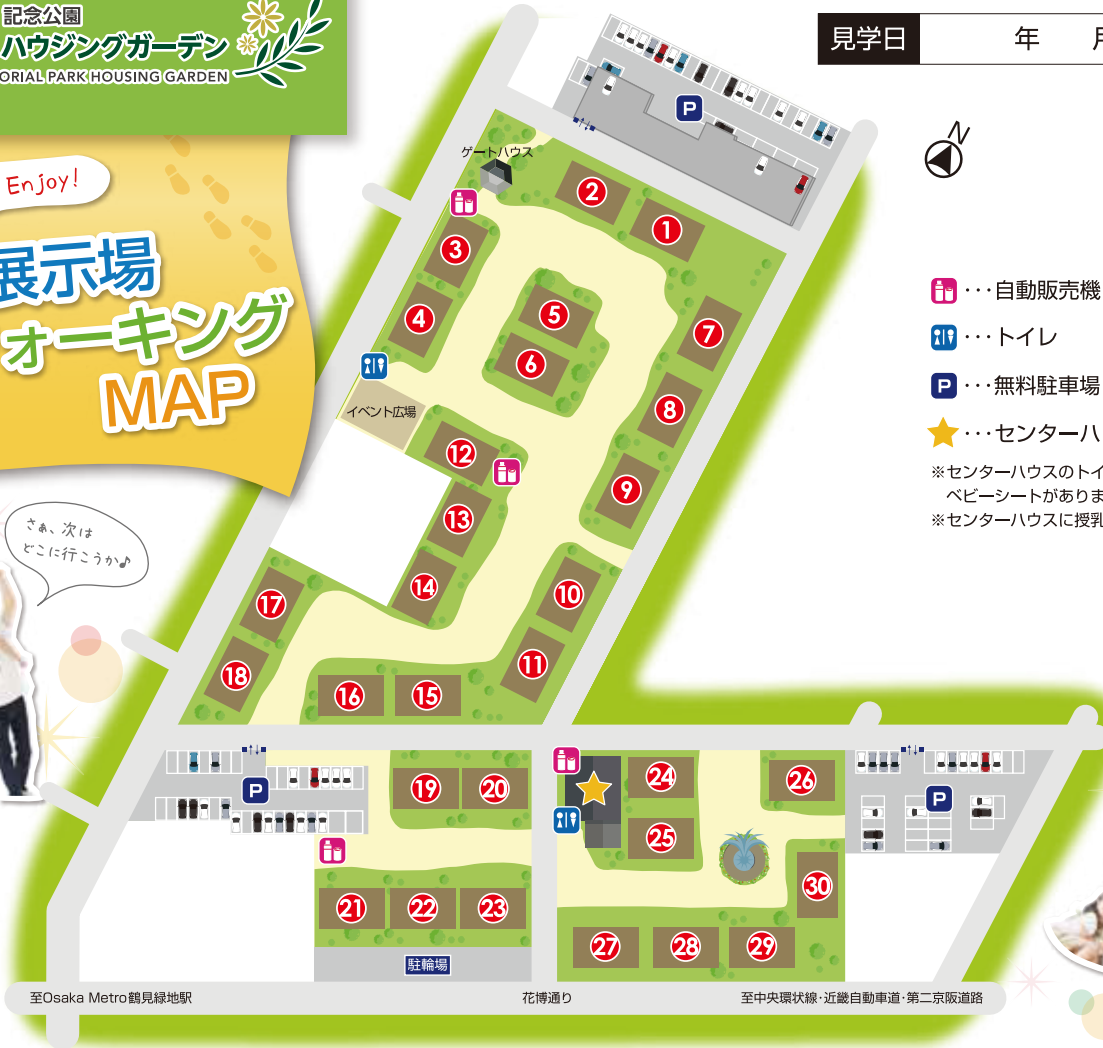 記念公園
ハウジングガーデン
ORIAL PARK HOUSING GARDEN
見学日 年 月
N
Enjoy!
展示場
ォーキング
MAP
さぁ、次は
どこに行こうか♪
ゲートハウス
イベント広場
P
1
2
3
4
5
6
7
8
9
10
11
12
13
14
15
16
17
18
19
20
21
22
23
24
25
26
27
28
29
30
P
P
駐輪場
…自動販売機
…トイレ
P…無料駐車場
★…センターハ
※センターハウスのトイ
ベビーシートがありま
※センターハウスに授乳
至Osaka Metro鶴見緑地駅
花博通り
至中央環状線・近畿自動車道・第二京阪道路